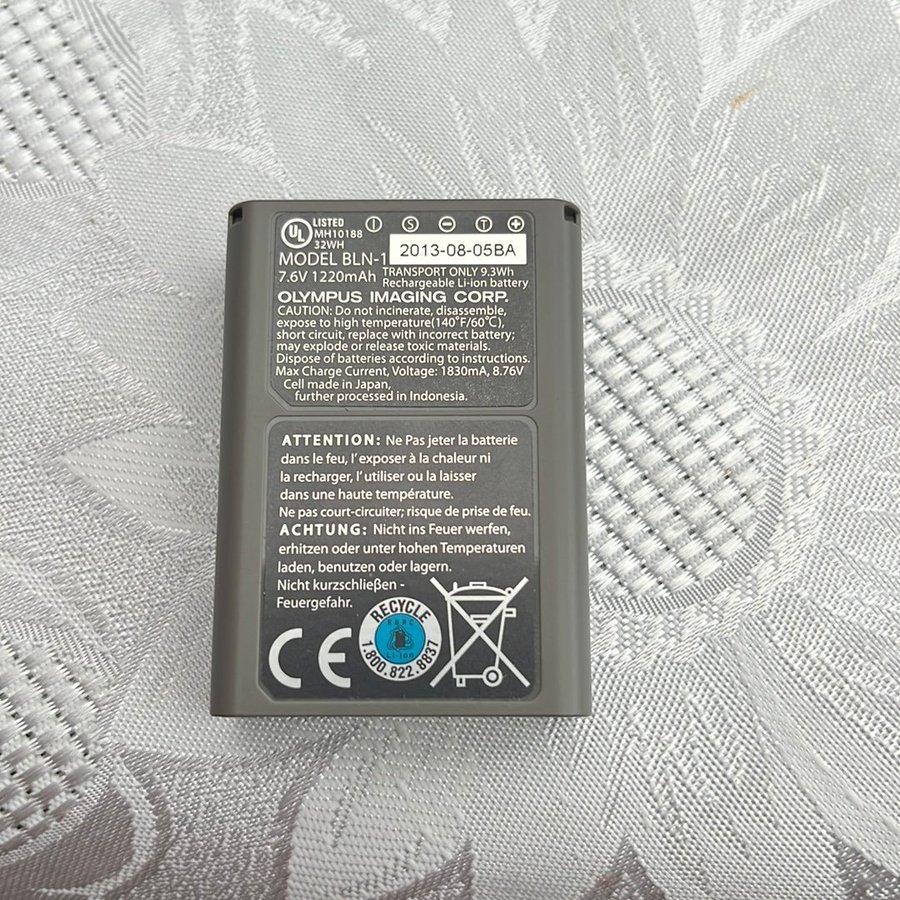 UL LISTED
MH10188
32WH
I S − T +
MODEL BLN-1 2013-08-05BA
7.6V 1220mAh TRANSPORT ONLY 9.3Wh
Rechargeable Li-ion battery
OLYMPUS IMAGING CORP.
CAUTION: Do not incinerate, disassemble,
expose to high temperature(140˚F/60℃),
short circuit, replace with incorrect battery;
may explode or release toxic materials.
Dispose of batteries according to instructions.
Max Charge Current, Voltage: 1830mA, 8.76V
Cell made in Japan,
further processed in Indonesia.
ATTENTION: Ne Pas jeter la batterie
dans le feu, l' exposer à la chaleur ni
la recharger, l' utiliser ou la laisser
dans une haute température.
Ne pas court-circuiter; risque de prise de feu.
ACHTUNG: Nicht ins Feuer werfen,
erhitzen oder unter hohen Temperaturen
laden, benutzen oder lagern.
Nicht kurzschlieβen -
Feuergefahr.
CE
RECYCLE
RBRC
Li-ion
1.800.822.8837